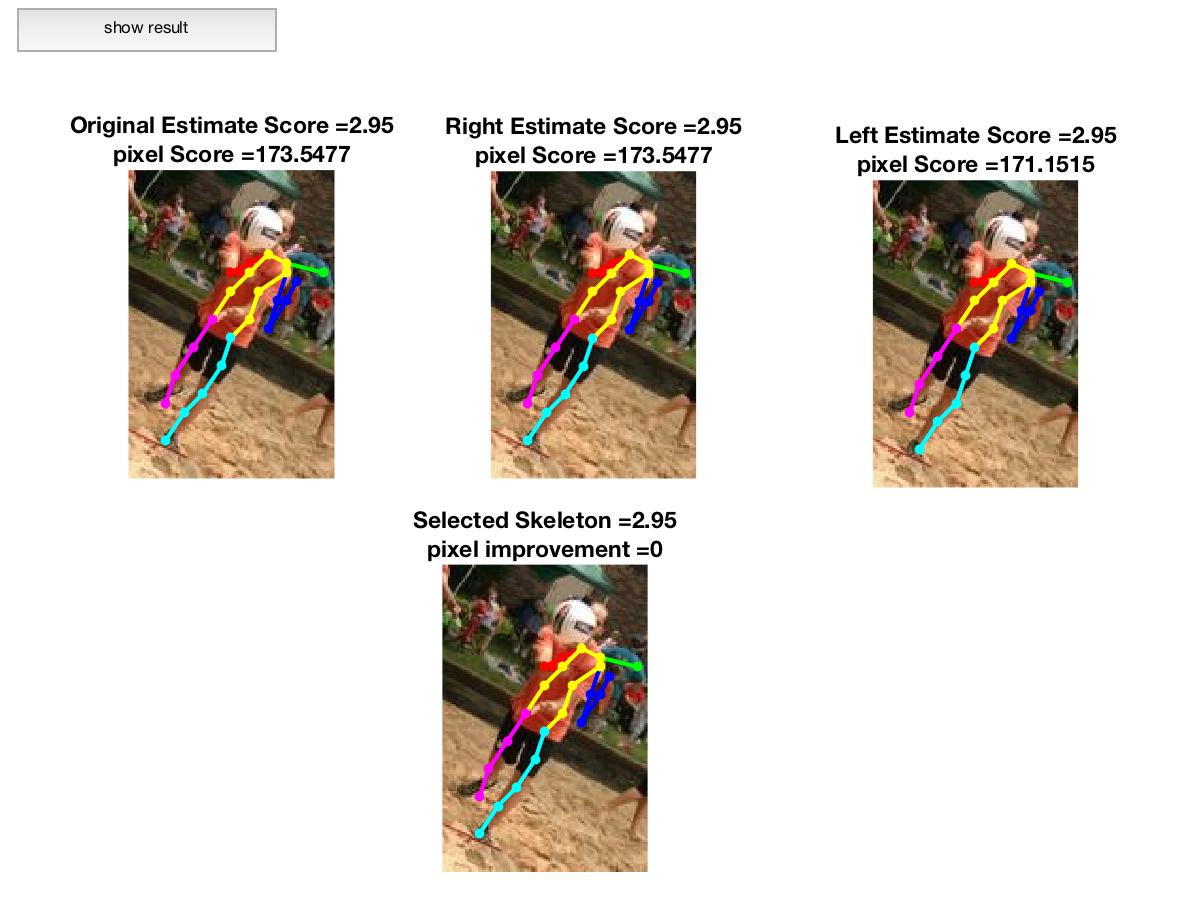 show result
Original Estimate Score =2.95
pixel Score =173.5477
Right Estimate Score =2.95
pixel Score =173.5477
Left Estimate Score =2.95
pixel Score =171.1515
Selected Skeleton =2.95
pixel improvement =0